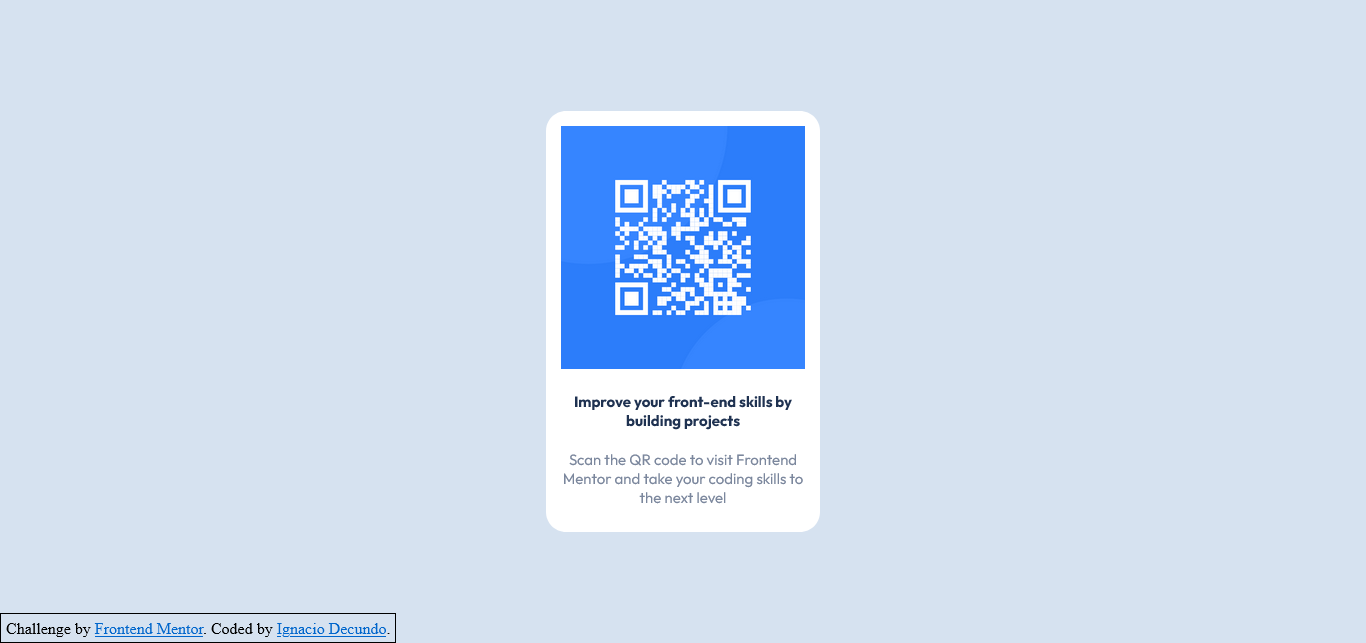 Improve your front-end skills by
building projects
Scan the QR code to visit Frontend
Mentor and take your coding skills to
the next level
Challenge by Frontend Mentor. Coded by Ignacio Decundo.